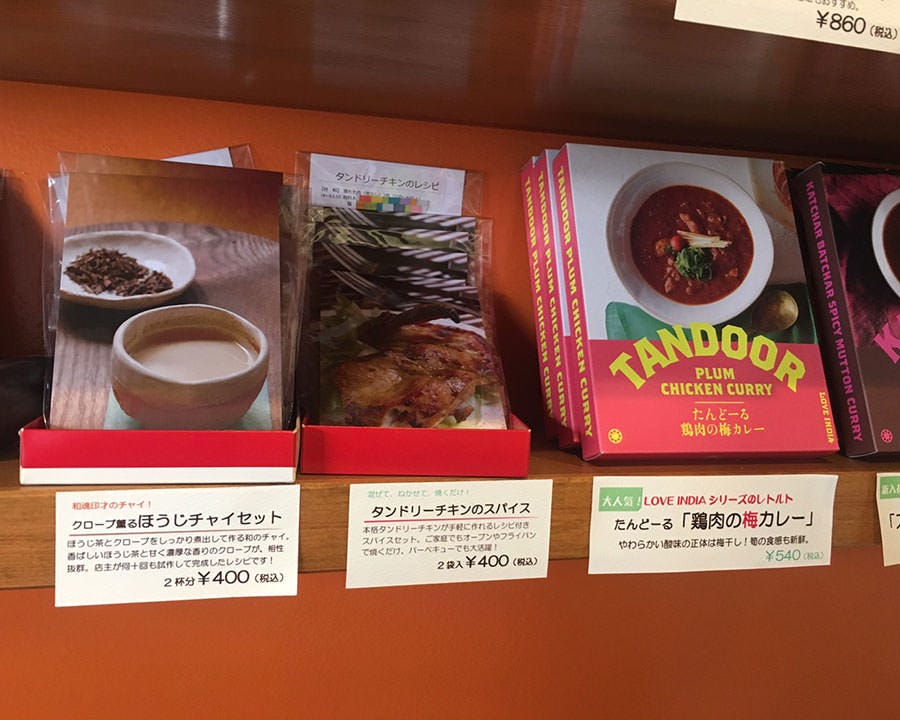 ¥860(税込)
タンドリーチキンのレシピ
TANDOOR PLUM CHICKEN CURRY
TANDOOR PLUM CHICKEN CURRY
TANDOOR PLUM CHICKEN CURRY
TANDOOR
PLUM
CHICKEN CURRY
たんどーる
鶏肉の梅カレー
LOVE INDIA
KATCHAR BATCHAR SPICY MUTTON CURRY
和魂印才のチャイ!
クローブ薫るほうじチャイセット
ほうじ茶とクローブをしっかり煮出して作る和のチャイ。
香ばしいほうじ茶と甘く濃厚な香りのクローブが、相性
抜群。店主が何十回も試作して完成したレシピです!
2杯分¥400(税込)
混ぜて、ねかせて、焼くだけ!
タンドリーチキンのスパイス
本格タンドリーチキンが手軽に作れるレシピ付き
スパイスセット。ご家庭でもオーブンやフライパン
で焼くだけ。バーベキューでも大活躍!
2袋入¥400(税込)
大人気!LOVE INDIAシリーズのレトルト
たんどーる「鶏肉の梅カレー」
やわらかい酸味の正体は梅干し!筍の食感も新鮮。
¥540(税込)